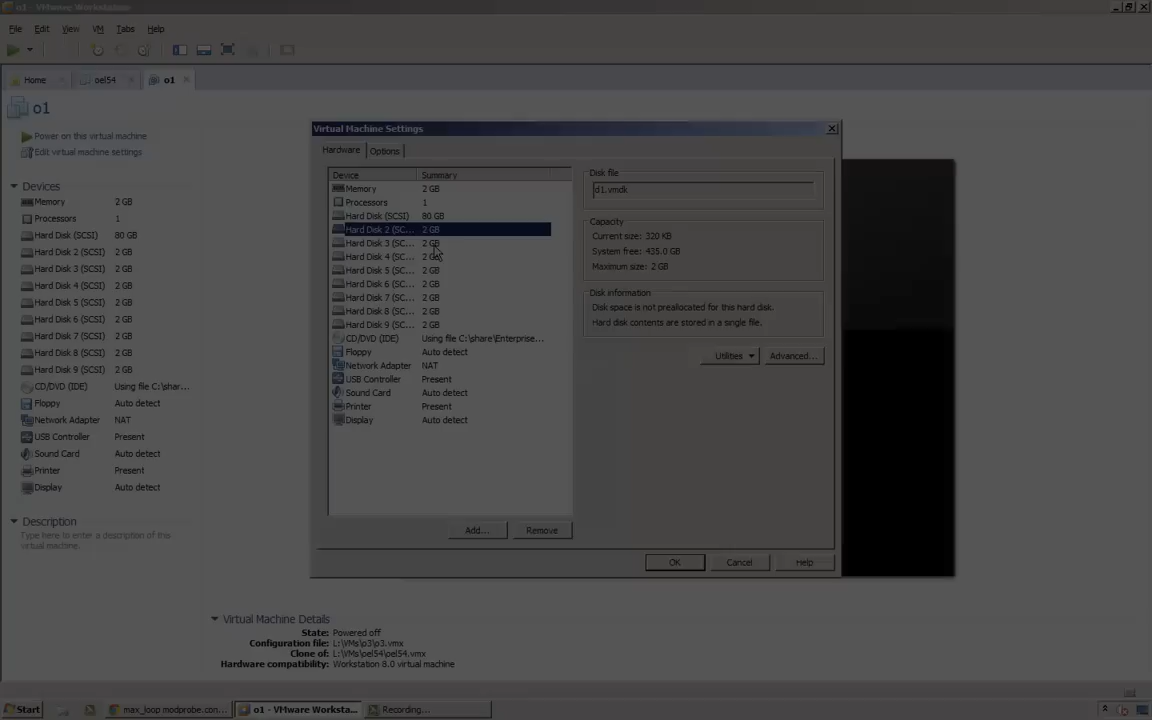 o1 - VMware Workstation
File Edit View VM Tabs Help
Home oel54 o1
o1
Power on this virtual machine
Edit virtual machine settings
Devices
Memory 2 GB
Processors 1
Hard Disk (SCSI) 80 GB
Hard Disk 2 (SCSI) 2 GB
Hard Disk 3 (SCSI) 2 GB
Hard Disk 4 (SCSI) 2 GB
Hard Disk 5 (SCSI) 2 GB
Hard Disk 6 (SCSI) 2 GB
Hard Disk 7 (SCSI) 2 GB
Hard Disk 8 (SCSI) 2 GB
Hard Disk 9 (SCSI) 2 GB
CD/DVD (IDE) Using file C:\shar...
Floppy Auto detect
Network Adapter NAT
USB Controller Present
Sound Card Auto detect
Printer Present
Display Auto detect
Description
Type here to enter a description of this
virtual machine.
Virtual Machine Settings
Hardware Options
Device Summary
Memory 2 GB
Processors 1
Hard Disk (SCSI) 80 GB
Hard Disk 2 (SC... 2 GB
Hard Disk 3 (SC... 2 GB
Hard Disk 4 (SC... 2 GB
Hard Disk 5 (SC... 2 GB
Hard Disk 6 (SC... 2 GB
Hard Disk 7 (SC... 2 GB
Hard Disk 8 (SC... 2 GB
Hard Disk 9 (SC... 2 GB
CD/DVD (IDE) Using file C:\share\Enterprise...
Floppy Auto detect
Network Adapter NAT
USB Controller Present
Sound Card Auto detect
Printer Present
Display Auto detect
Add... Remove
Disk file
d1.vmdk
Capacity
Current size: 320 KB
System free: 435.0 GB
Maximum size: 2 GB
Disk information
Disk space is not preallocated for this hard disk.
Hard disk contents are stored in a single file.
Utilities Advanced...
OK Cancel Help
Virtual Machine Details
State: Powered off
Configuration file: L:\VMs\p3\p3.vmx
Clone of: L:\VMs\oel54\oel54.vmx
Hardware compatibility: Workstation 8.0 virtual machine
Start max_loop modprobe.con... o1 - VMware Worksta... Recording...